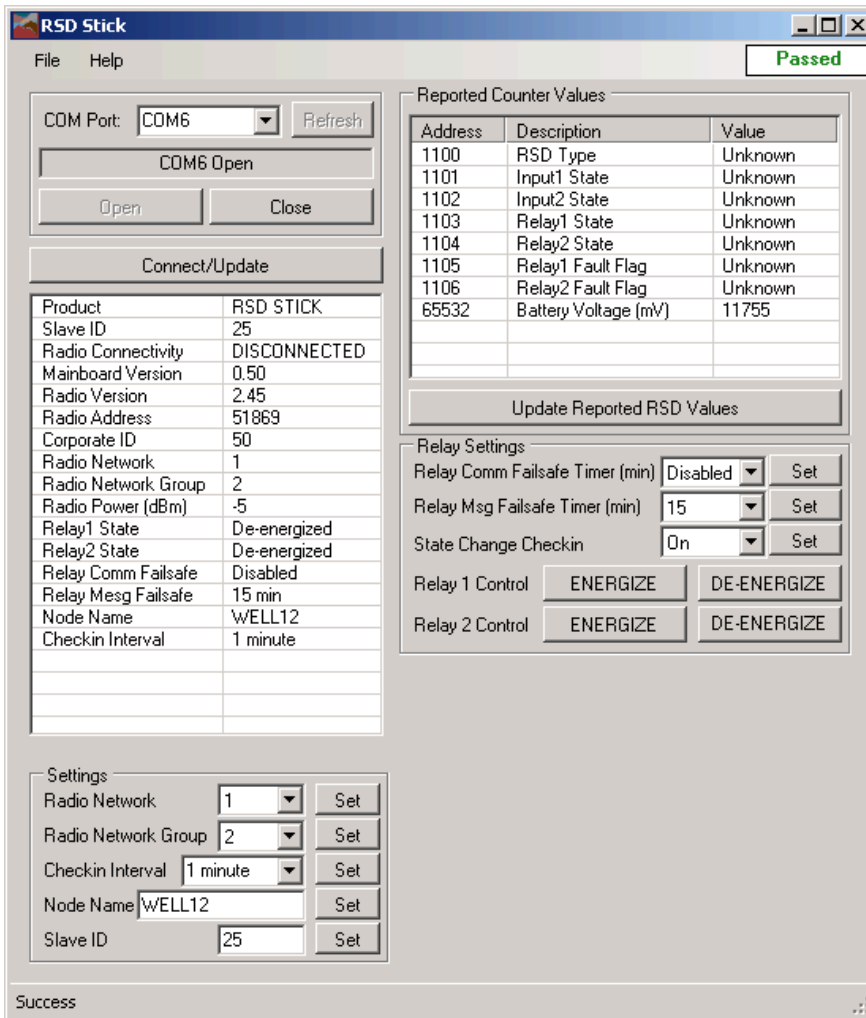 RSD Stick
File Help
Passed
COM Port: COM6 Refresh
COM6 Open
Open Close
Connect/Update
Product RSD STICK
Slave ID 25
Radio Connectivity DISCONNECTED
Mainboard Version 0.50
Radio Version 2.45
Radio Address 51869
Corporate ID 50
Radio Network 1
Radio Network Group 2
Radio Power (dBm) -5
Relay1 State De-energized
Relay2 State De-energized
Relay Comm Failsafe Disabled
Relay Mesg Failsafe 15 min
Node Name WELL12
Checkin Interval 1 minute
Settings
Radio Network 1 Set
Radio Network Group 2 Set
Checkin Interval 1 minute Set
Node Name WELL12 Set
Slave ID 25 Set
Reported Counter Values
Address Description Value
1100 RSD Type Unknown
1101 Input1 State Unknown
1102 Input2 State Unknown
1103 Relay1 State Unknown
1104 Relay2 State Unknown
1105 Relay1 Fault Flag Unknown
1106 Relay2 Fault Flag Unknown
65532 Battery Voltage (mV) 11755
Update Reported RSD Values
Relay Settings
Relay Comm Failsafe Timer (min) Disabled Set
Relay Msg Failsafe Timer (min) 15 Set
State Change Checkin On Set
Relay 1 Control ENERGIZE DE-ENERGIZE
Relay 2 Control ENERGIZE DE-ENERGIZE
Success